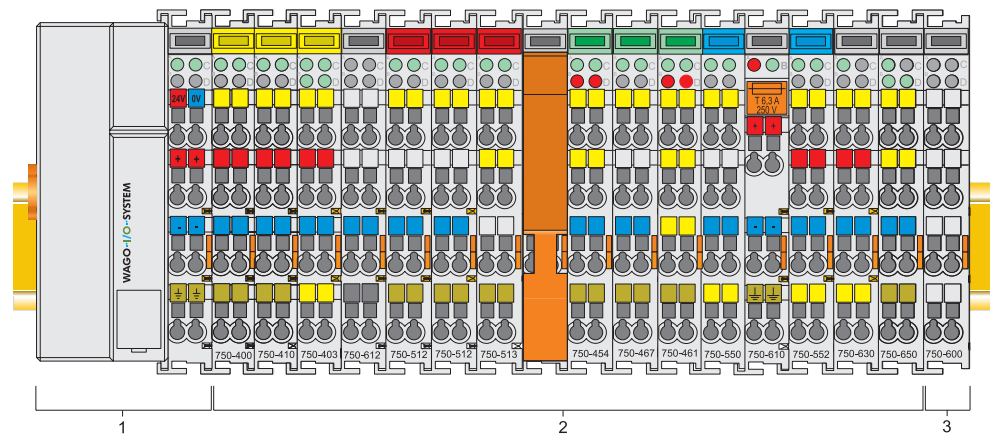 C C C C C C C C C C C C B C C C C
D D D D D D D D D D D D D D D D
24V 0V
T 6,3 A
250 V
+ +
+ +
WAGO-I/O-SYSTEM
- -
- -
750-400 750-410 750-403 750-612 750-512 750-512 750-513 750-454 750-467 750-461 750-550 750-610 750-552 750-630 750-650 750-600
1 2 3